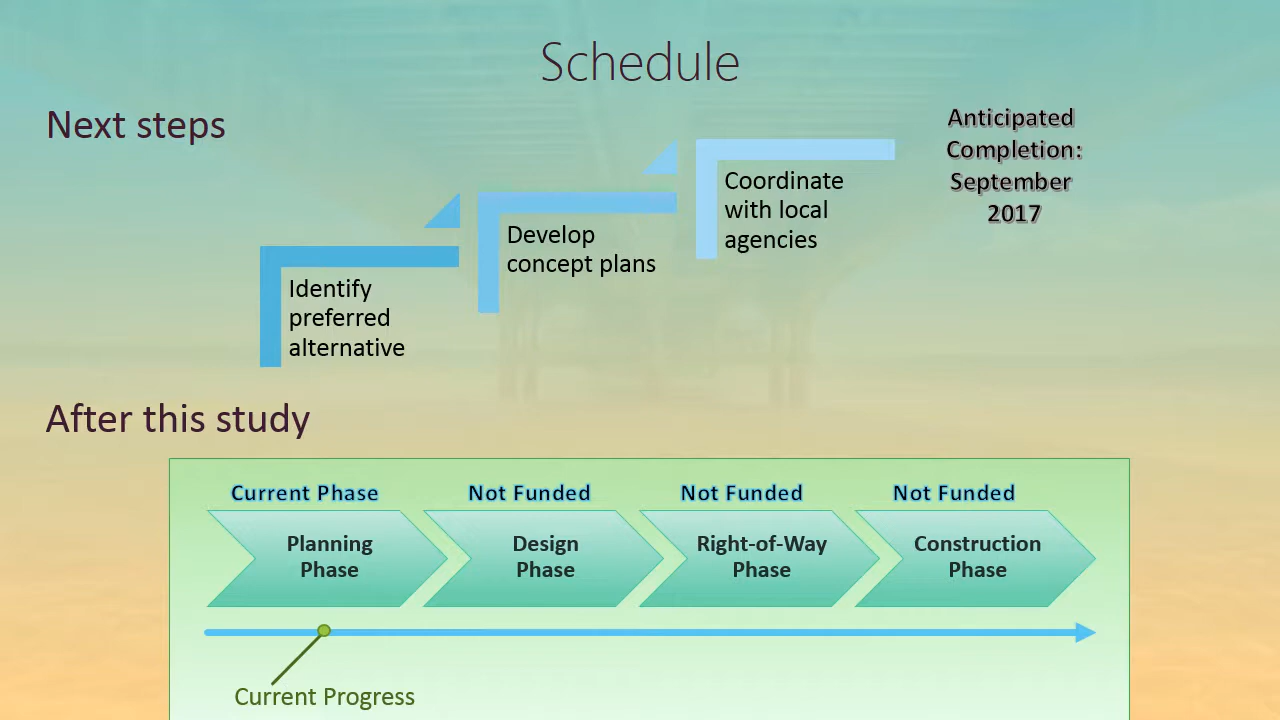 Schedule
Next steps
Anticipated
Completion:
September
2017
Coordinate
with local
agencies
Develop
concept plans
Identify
preferred
alternative
After this study
Current Phase
Not Funded
Not Funded
Not Funded
Planning
Phase
Design
Phase
Right-of-Way
Phase
Construction
Phase
Current Progress